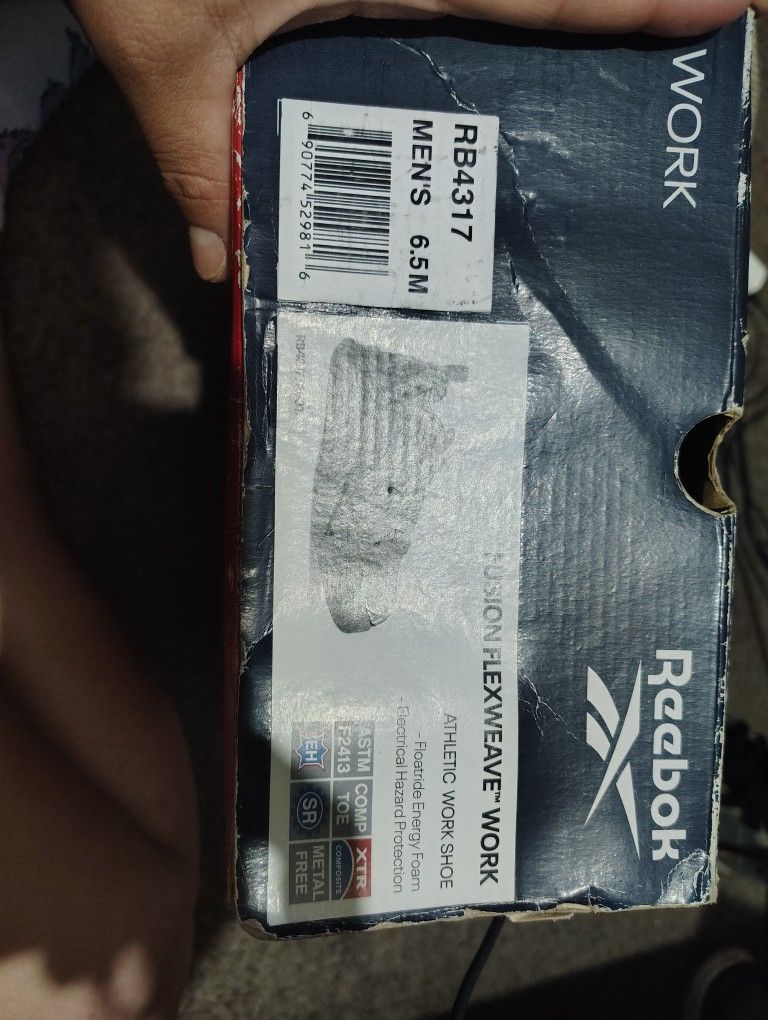 WORK
Reebok
RB4317
MEN'S 6.5M
6 90774 52981 6
FUSION FLEXWEAVE™ WORK
ATHLETIC WORK SHOE
-Floatride Energy Foam
-Electrical Hazard Protection
ASTM F2413
COMP TOE
XTR COMPOSITE
EH
SR
METAL FREE